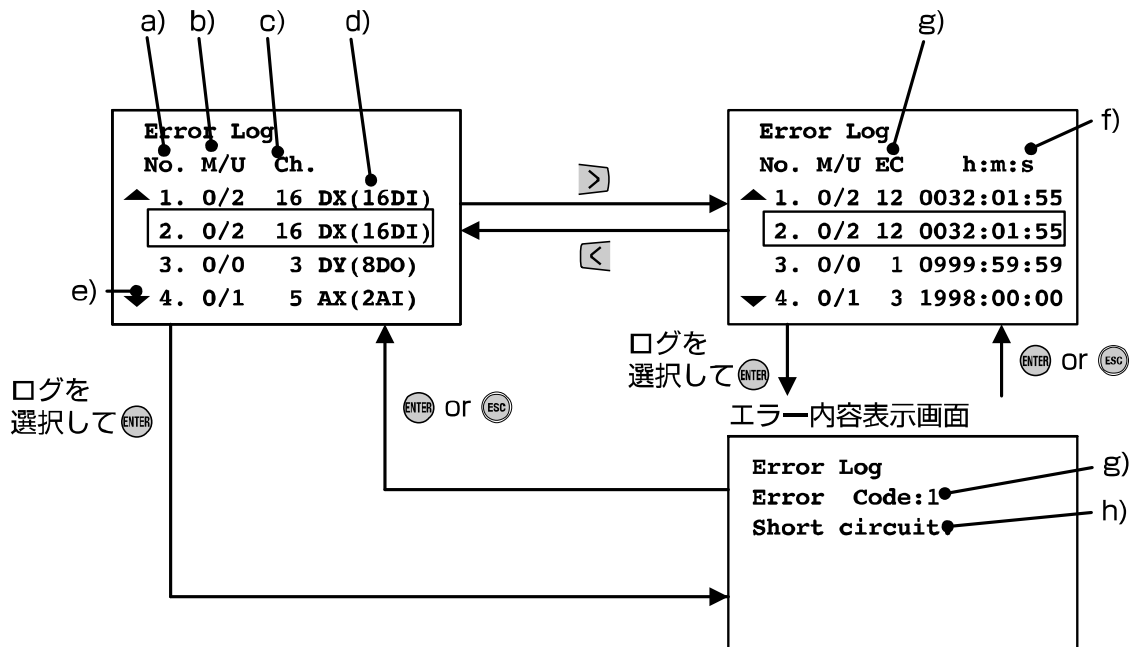 a) b) c) d) g)
Error Log
No. M/U Ch.
1. 0/2 16 DX(16DI)
2. 0/2 16 DX(16DI)
3. 0/0 3 DY(8DO)
4. 0/1 5 AX(2AI)
e)
>
<
Error Log
No. M/U EC h:m:s
1. 0/2 12 0032:01:55
2. 0/2 12 0032:01:55
3. 0/0 1 0999:59:59
4. 0/1 3 1998:00:00
f)
ログを
選択して ENTER
ENTER or ESC
ログを
選択して ENTER
ENTER or ESC
エラー内容表示画面
Error Log
Error Code:1
Short circuit.
g)
h)